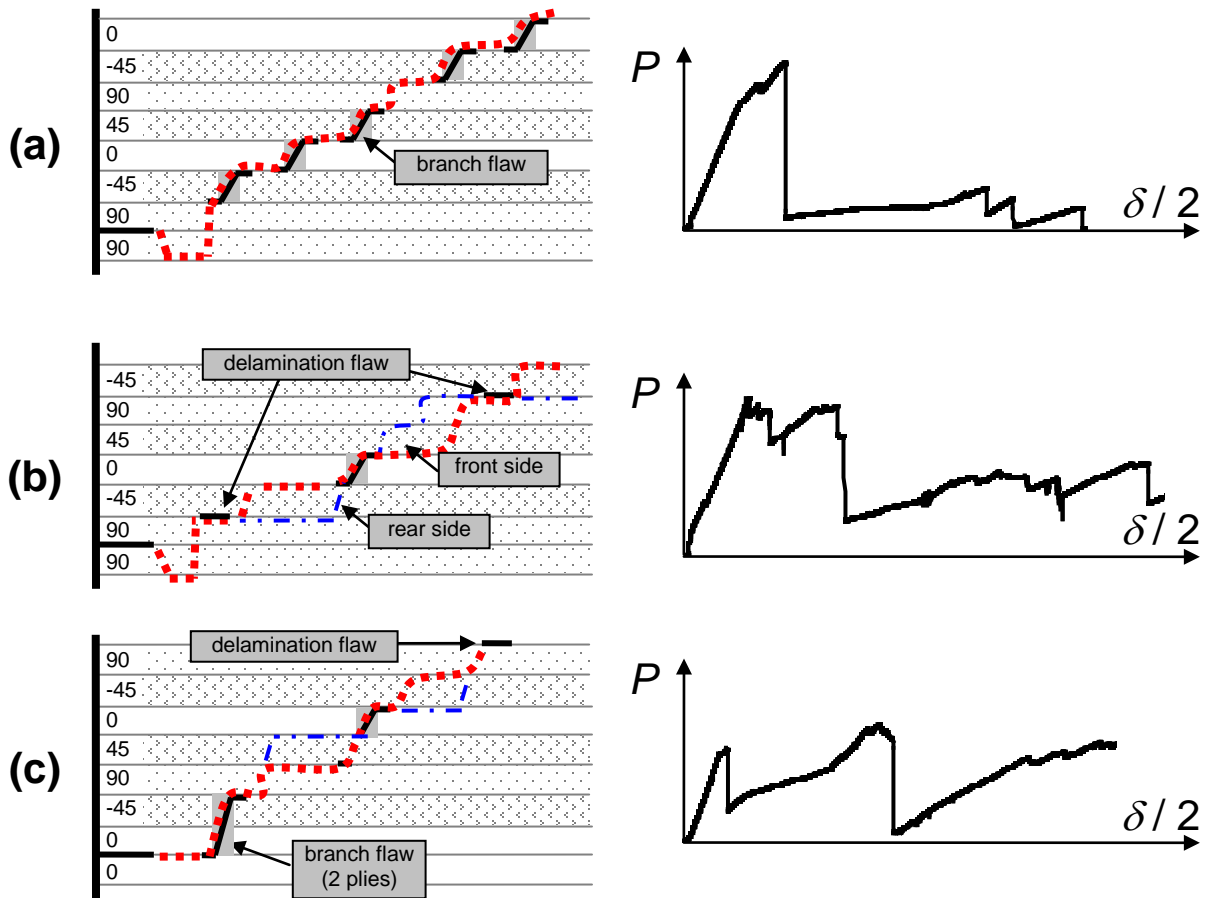 (a)
0
-45
90
45
0
-45
90
90
branch flaw
P
δ / 2
(b)
-45
90
45
0
-45
90
90
delamination flaw
front side
rear side
P
δ / 2
(c)
90
-45
0
45
90
-45
0
0
delamination flaw
branch flaw
(2 plies)
P
δ / 2